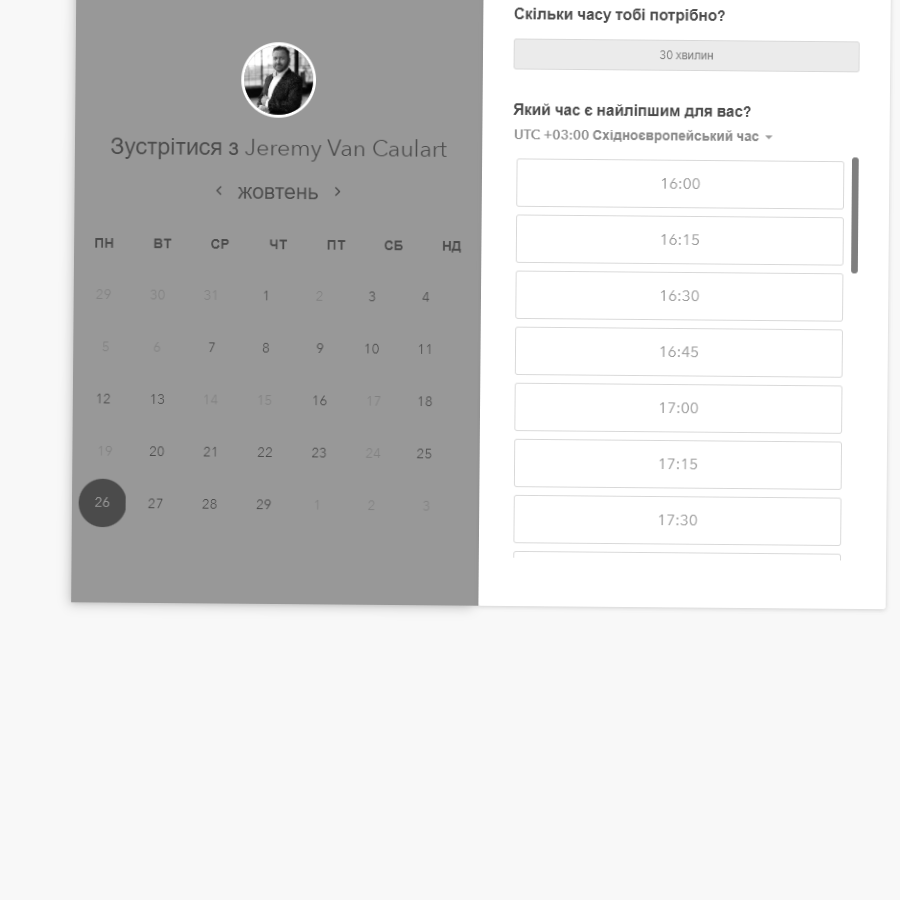 Зустрітися з Jeremy Van Caulart
жовтень
ПН ВТ СР ЧТ ПТ СБ НД
29 30 31 1 2 3 4
5 6 7 8 9 10 11
12 13 14 15 16 17 18
19 20 21 22 23 24 25
26 27 28 29 1 2 3
Скільки часу тобі потрібно?
30 хвилин
Який час є найліпшим для вас?
UTC +03:00 Східноєвропейський час
16:00
16:15
16:30
16:45
17:00
17:15
17:30